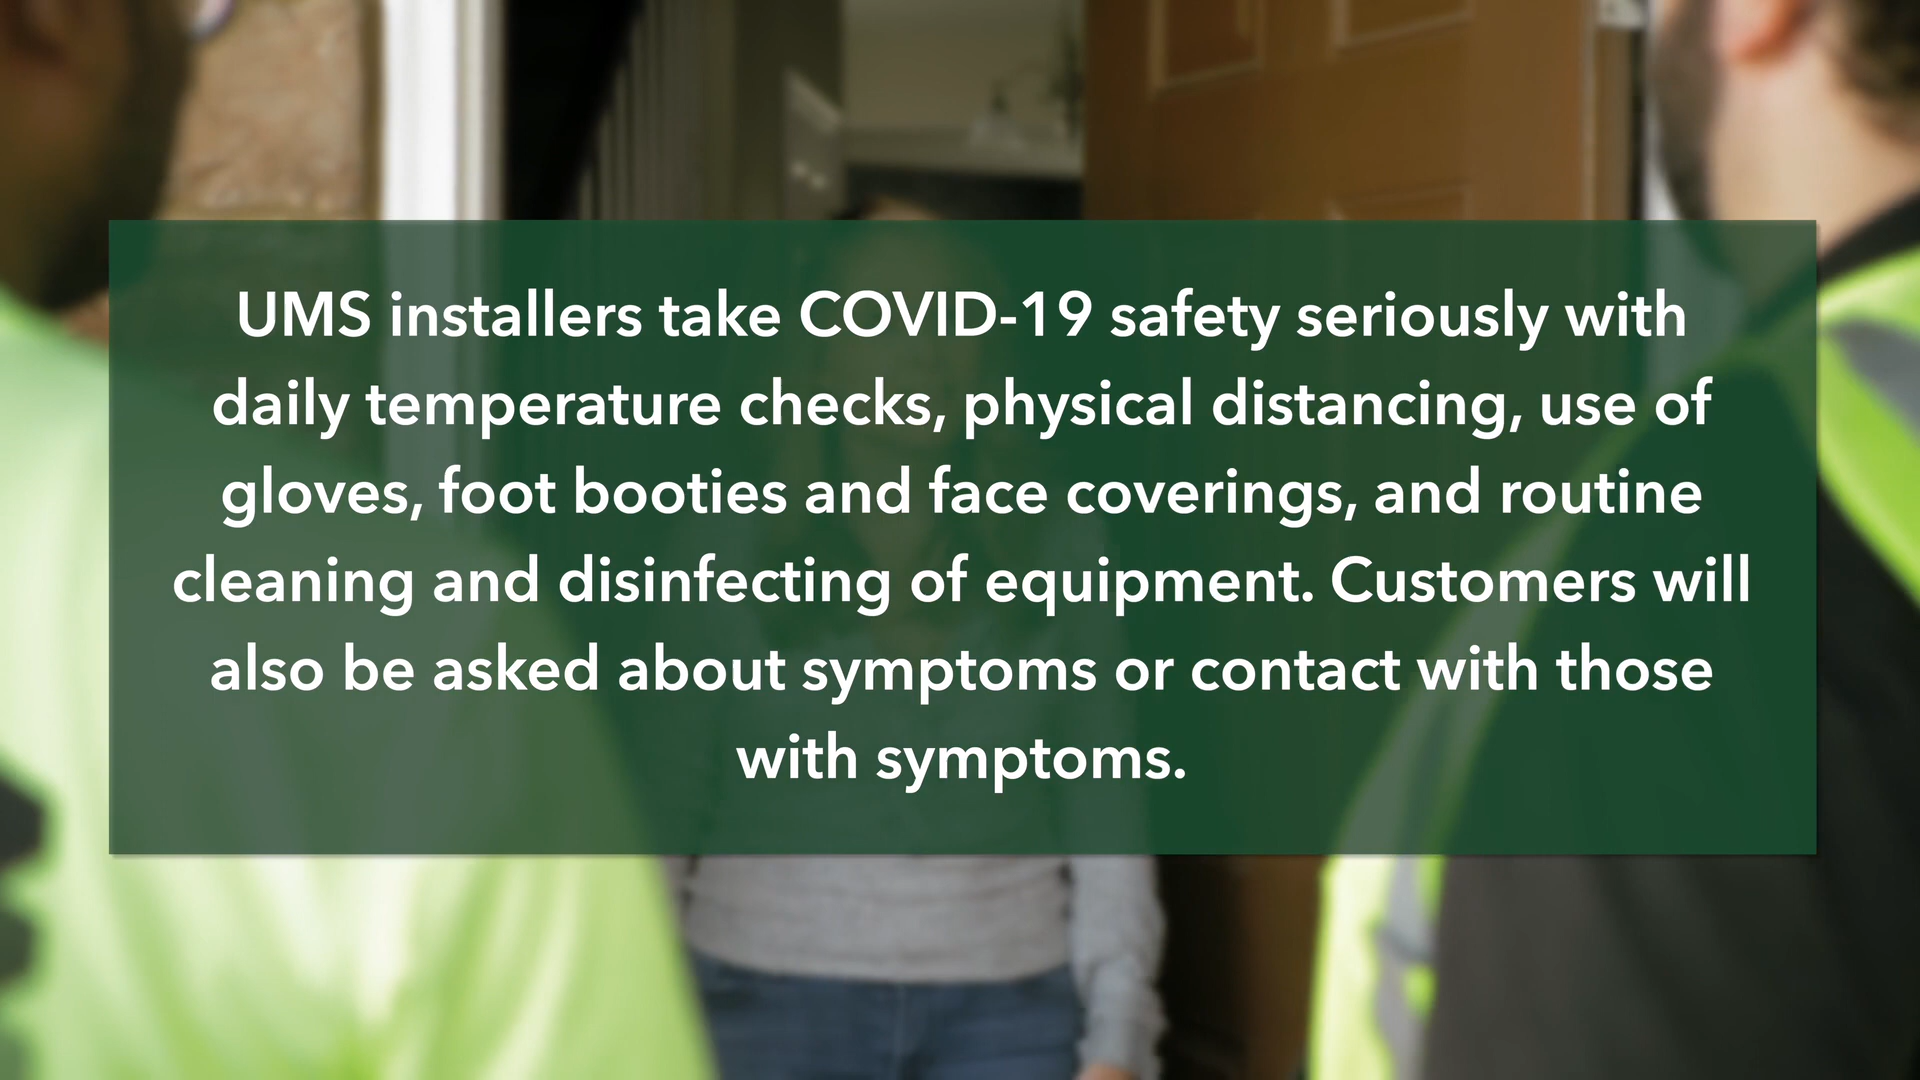 UMS installers take COVID-19 safety seriously with
daily temperature checks, physical distancing, use of
gloves, foot booties and face coverings, and routine
cleaning and disinfecting of equipment. Customers will
also be asked about symptoms or contact with those
with symptoms.